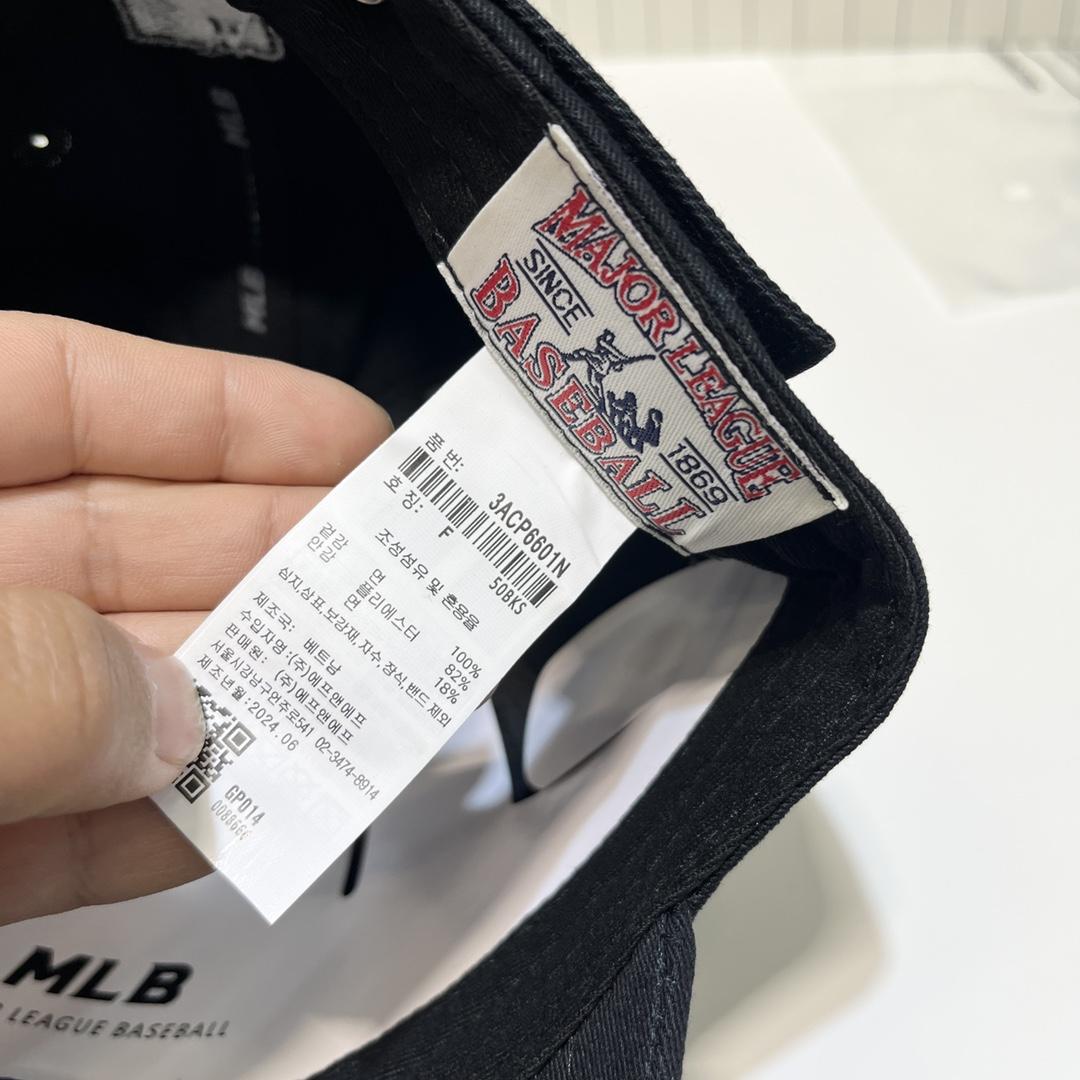 MLB
MLB
MAJOR LEAGUE
SINCE 1869
BASEBALL
품 번: 3ACP6601N
호 칭: F 50BKS
조성섬유 및 혼용율
겉감 면 100%
안감 폴리에스터 82%
면 18%
심지,상표,보강재,자수,장식,밴드 제외
제조국: 베트남
수입자명:(주)에프앤에프
판매원: (주)에프앤에프
서울시강남구언주로541 02-3474-8914
제조년월:2024.06
GP014
MLB
LEAGUE BASEBALL